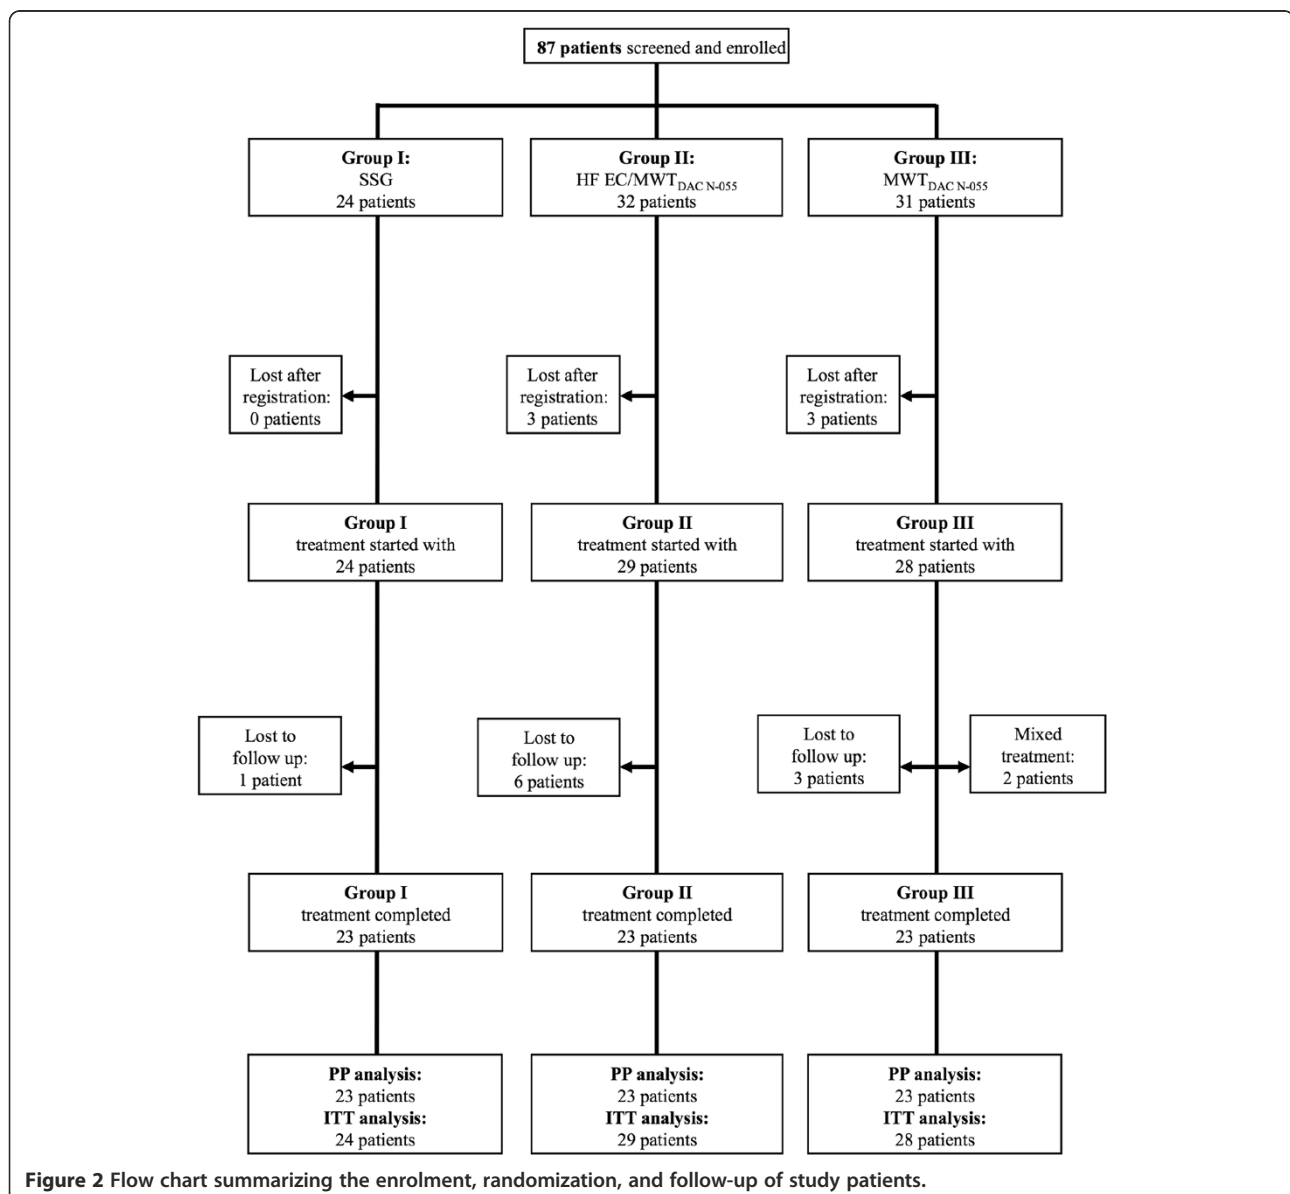 87 patients screened and enrolled
Group I:
SSG
24 patients
Group II:
HF EC/MWT DAC N-055
32 patients
Group III:
MWT DAC N-055
31 patients
Lost after
registration:
0 patients
Lost after
registration:
3 patients
Lost after
registration:
3 patients
Group I
treatment started with
24 patients
Group II
treatment started with
29 patients
Group III
treatment started with
28 patients
Lost to
follow up:
1 patient
Lost to
follow up:
6 patients
Lost to
follow up:
3 patients
Mixed
treatment:
2 patients
Group I
treatment completed
23 patients
Group II
treatment completed
23 patients
Group III
treatment completed
23 patients
PP analysis:
23 patients
ITT analysis:
24 patients
PP analysis:
23 patients
ITT analysis:
29 patients
PP analysis:
23 patients
ITT analysis:
28 patients
Figure 2 Flow chart summarizing the enrolment, randomization, and follow-up of study patients.